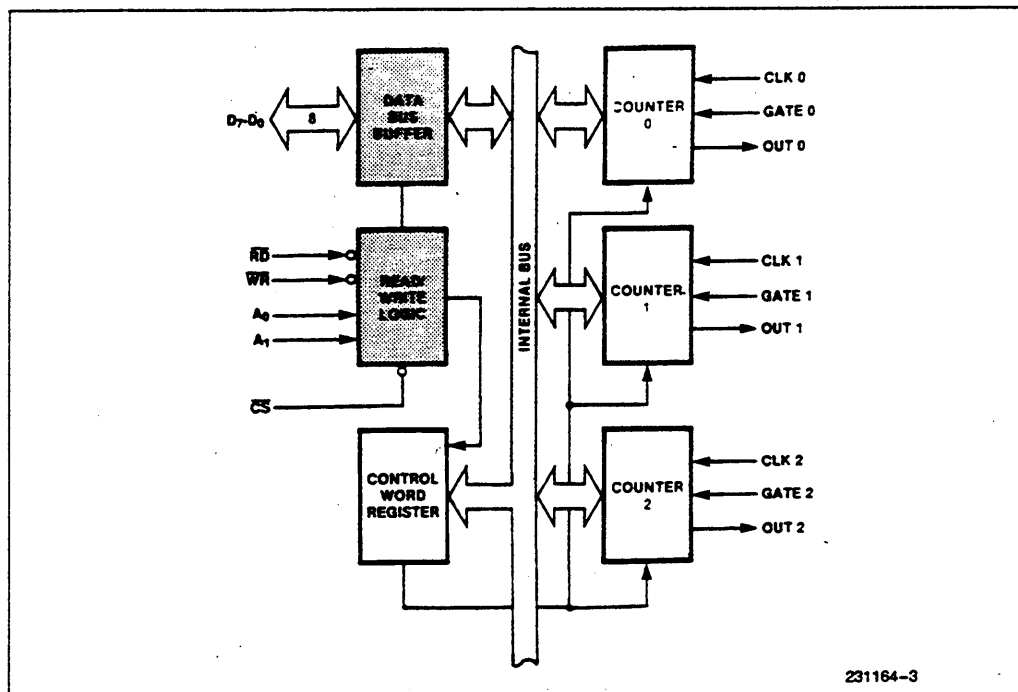 D7-D0
8
DATA
BUS
BUFFER
COUNTER
0
CLK 0
GATE 0
OUT 0
RD
WR
A0
A1
CS
READ/
WRITE
LOGIC
INTERNAL BUS
COUNTER
1
CLK 1
GATE 1
OUT 1
CONTROL
WORD
REGISTER
COUNTER
2
CLK 2
GATE 2
OUT 2
231164-3